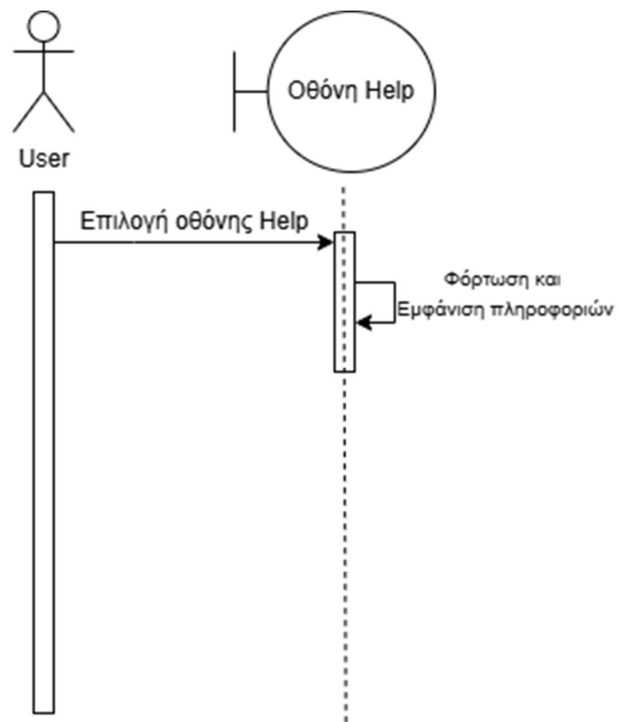 Οθόνη Help
User
Επιλογή οθόνης Help
Φόρτωση και
Εμφάνιση πληροφοριών